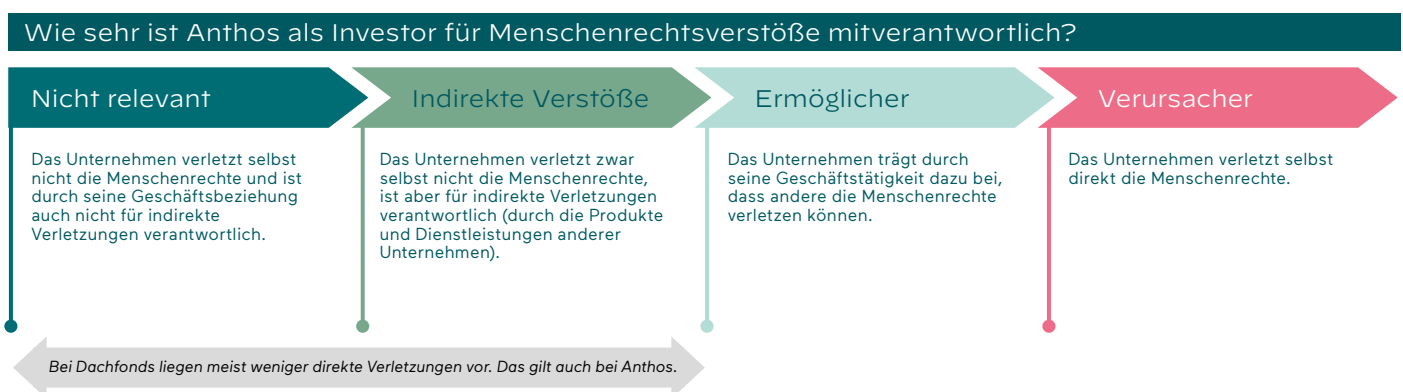 Wie sehr ist Anthos als Investor für Menschenrechtsverstöße mitverantwortlich?
Nicht relevant
Indirekte Verstöße
Ermöglicher
Verursacher
Das Unternehmen verletzt selbst
nicht die Menschenrechte und ist
durch seine Geschäftsbeziehung
auch nicht für indirekte
Verletzungen verantwortlich.
Das Unternehmen verletzt zwar
selbst nicht die Menschenrechte,
ist aber für indirekte Verletzungen
verantwortlich (durch die Produkte
und Dienstleistungen anderer
Unternehmen).
Das Unternehmen trägt durch
seine Geschäftstätigkeit dazu bei,
dass andere die Menschenrechte
verletzen können.
Das Unternehmen verletzt selbst
direkt die Menschenrechte.
Bei Dachfonds liegen meist weniger direkte Verletzungen vor. Das gilt auch bei Anthos.